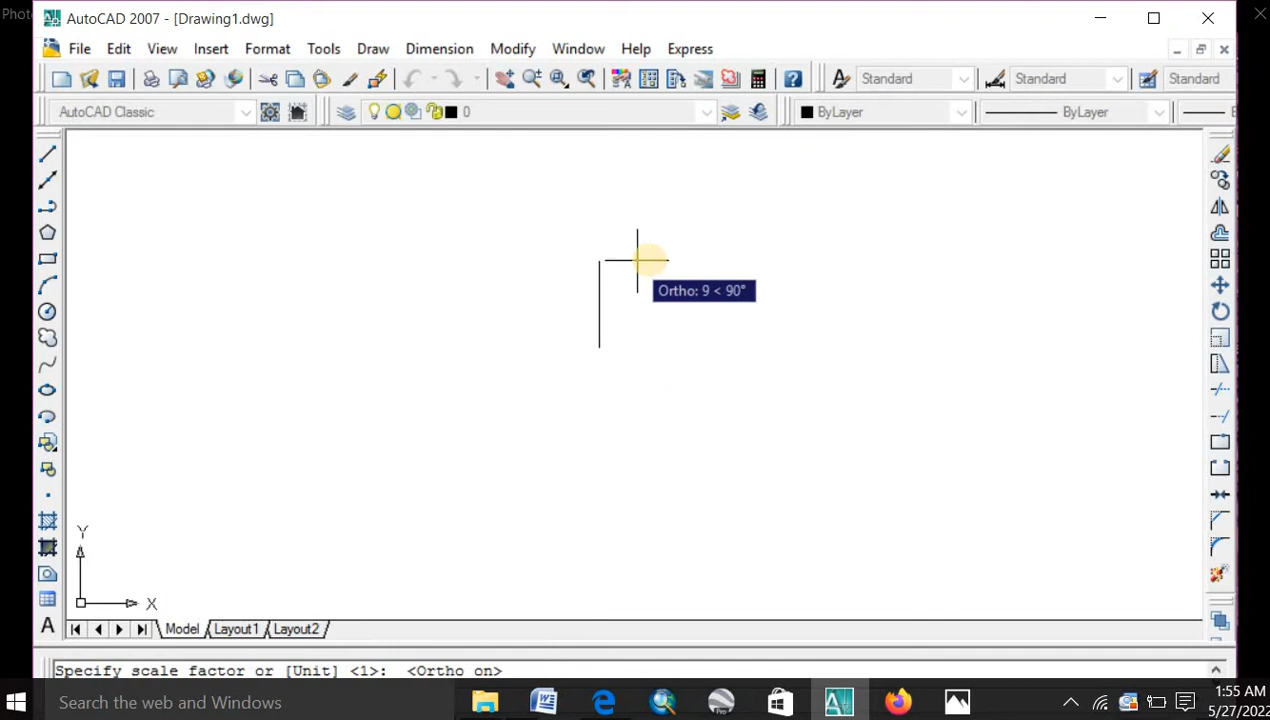 Photo
AutoCAD 2007 - [Drawing1.dwg]
File Edit View Insert Format Tools Draw Dimension Modify Window Help Express
Standard Standard Standard
AutoCAD Classic 0 ByLayer ByLayer
Ortho: 9 < 90°
Y
X
A
Model Layout1 Layout2
Specify scale factor or [Unit] <1>: <Ortho on>
Search the web and Windows
Pro
1:55 AM
5/27/2022